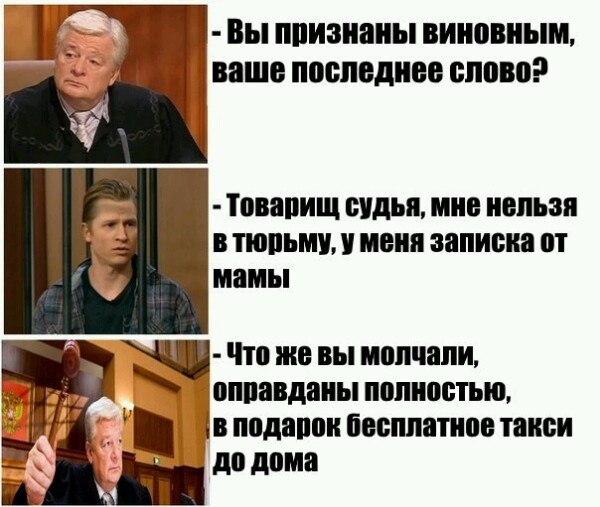 - Вы признаны виновным,
ваше последнее слово?
- Товарищ судья, мне нельзя
в тюрьму, у меня записка от
мамы
- Что же вы молчали,
оправданы полностью,
в подарок бесплатное такси
до дома